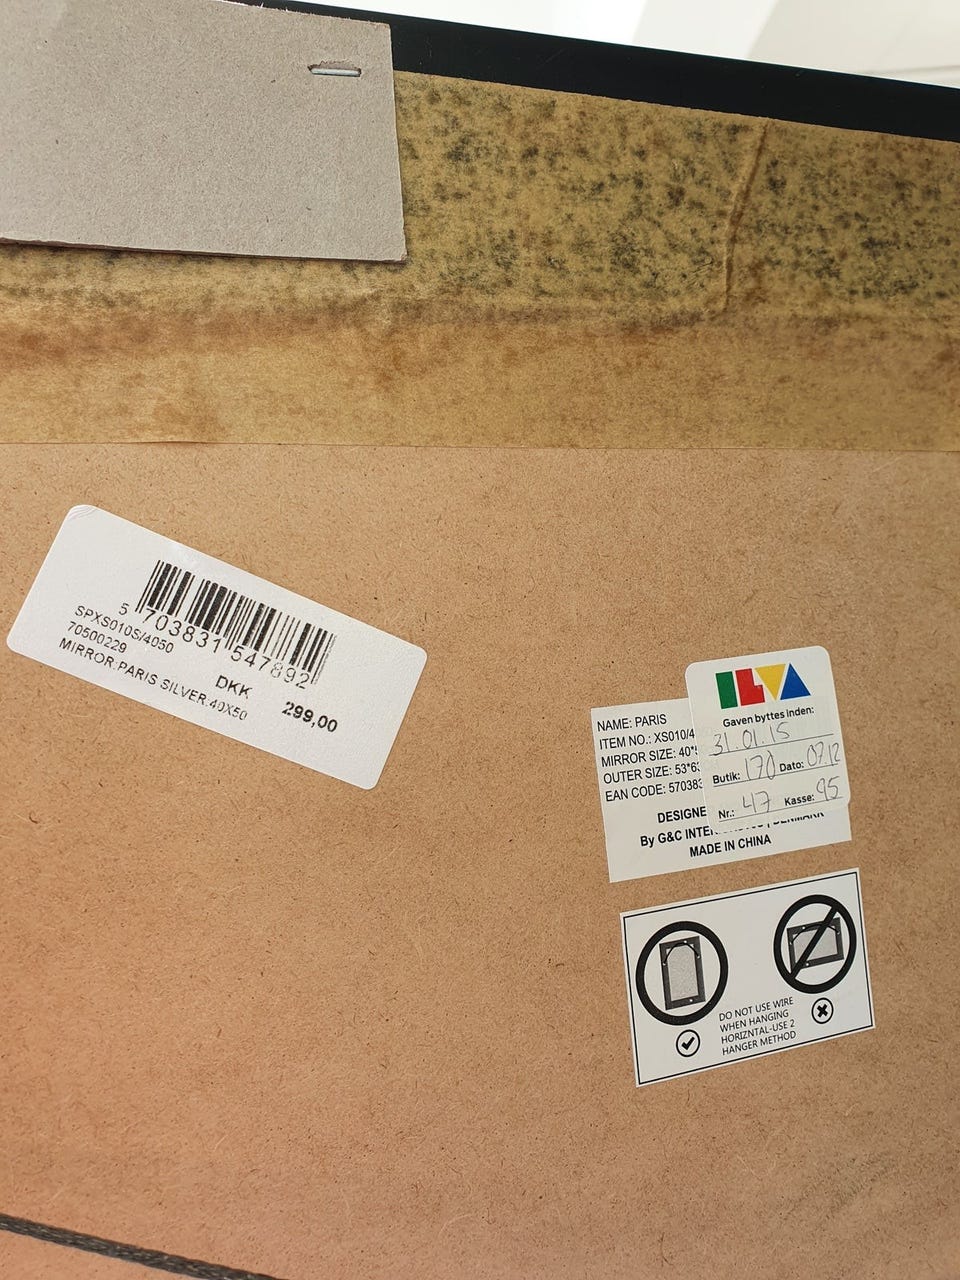 5 703831 547892
SPXS010S/4050
70500229
MIRROR.PARIS SILVER.40X50
DKK 299,00
ILVA
Gaven byttes inden:
31.01.15
Butik: 170 Dato: 07.12
Nr.: 47 Kasse: 95
NAME: PARIS
ITEM NO.: XS010/4
MIRROR SIZE: 40*
OUTER SIZE: 53*6
EAN CODE: 570383
DESIGNE
By G&C INTER DENMARK
MADE IN CHINA
DO NOT USE WIRE
WHEN HANGING
HORIZNTAL-USE 2
HANGER METHOD